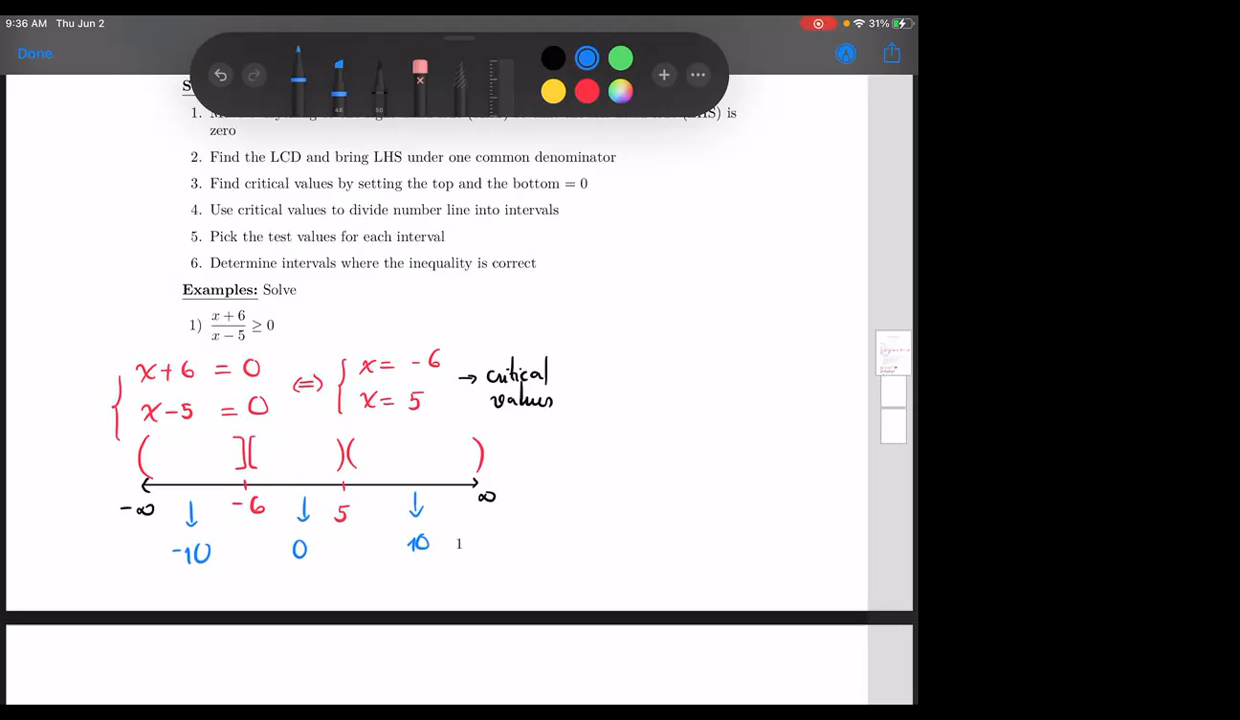 9:36 AM Thu Jun 2
31%
Done
S
1.
(
HS) is
zero
2. Find the LCD and bring LHS under one common denominator
3. Find critical values by setting the top and the bottom = 0
4. Use critical values to divide number line into intervals
5. Pick the test values for each interval
6. Determine intervals where the inequality is correct
Examples: Solve
1) \frac{x + 6}{x − 5} ≥ 0
{ x+6 = 0 ⇔ { x = -6 → critical
x-5 = 0 x = 5 values
( ][ )( )
-∞ ↓ -6 ↓ 5 ↓ ∞
-10 0 10 1